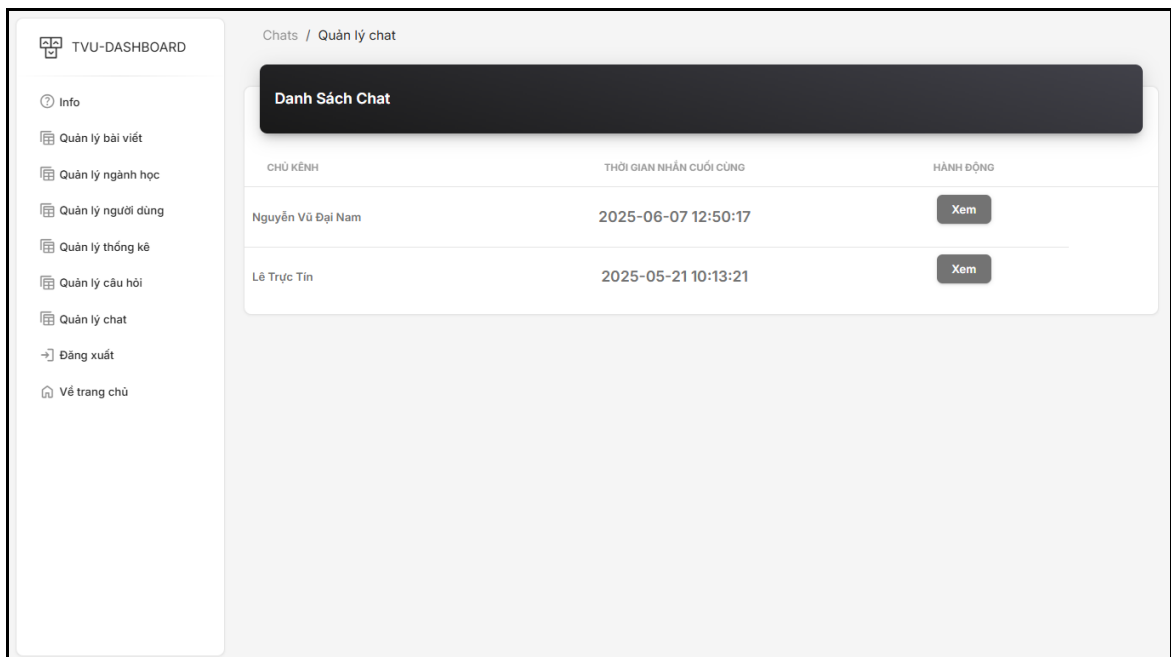 TVU-DASHBOARD
Info
Quản lý bài viết
Quản lý ngành học
Quản lý người dùng
Quản lý thống kê
Quản lý câu hỏi
Quản lý chat
Đăng xuất
Về trang chủ
Chats / Quản lý chat
Danh Sách Chat
CHỦ KÊNH THỜI GIAN NHẮN CUỐI CÙNG HÀNH ĐỘNG
Nguyễn Vũ Đại Nam 2025-06-07 12:50:17 Xem
Lê Trực Tín 2025-05-21 10:13:21 Xem